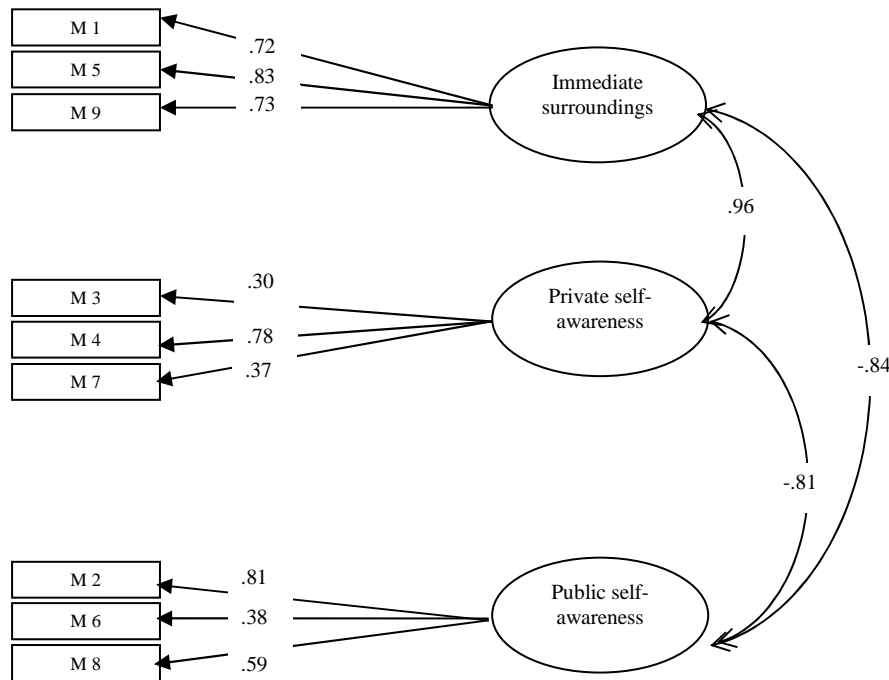 M 1
.72
M 5
.83
M 9
.73
Immediate
surroundings
.96
M 3
.30
M 4
.78
M 7
.37
Private self-
awareness
-.84
-.81
M 2
.81
M 6
.38
M 8
.59
Public self-
awareness